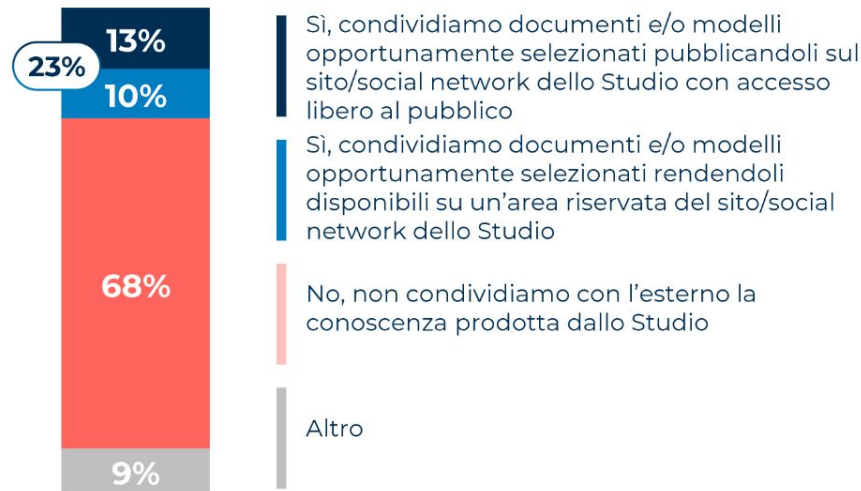 13%
23%
10%
68%
9%
Sì, condividiamo documenti e/o modelli
opportunamente selezionati pubblicandoli sul
sito/social network dello Studio con accesso
libero al pubblico
Sì, condividiamo documenti e/o modelli
opportunamente selezionati rendendoli
disponibili su un’area riservata del sito/social
network dello Studio
No, non condividiamo con l’esterno la
conoscenza prodotta dallo Studio
Altro